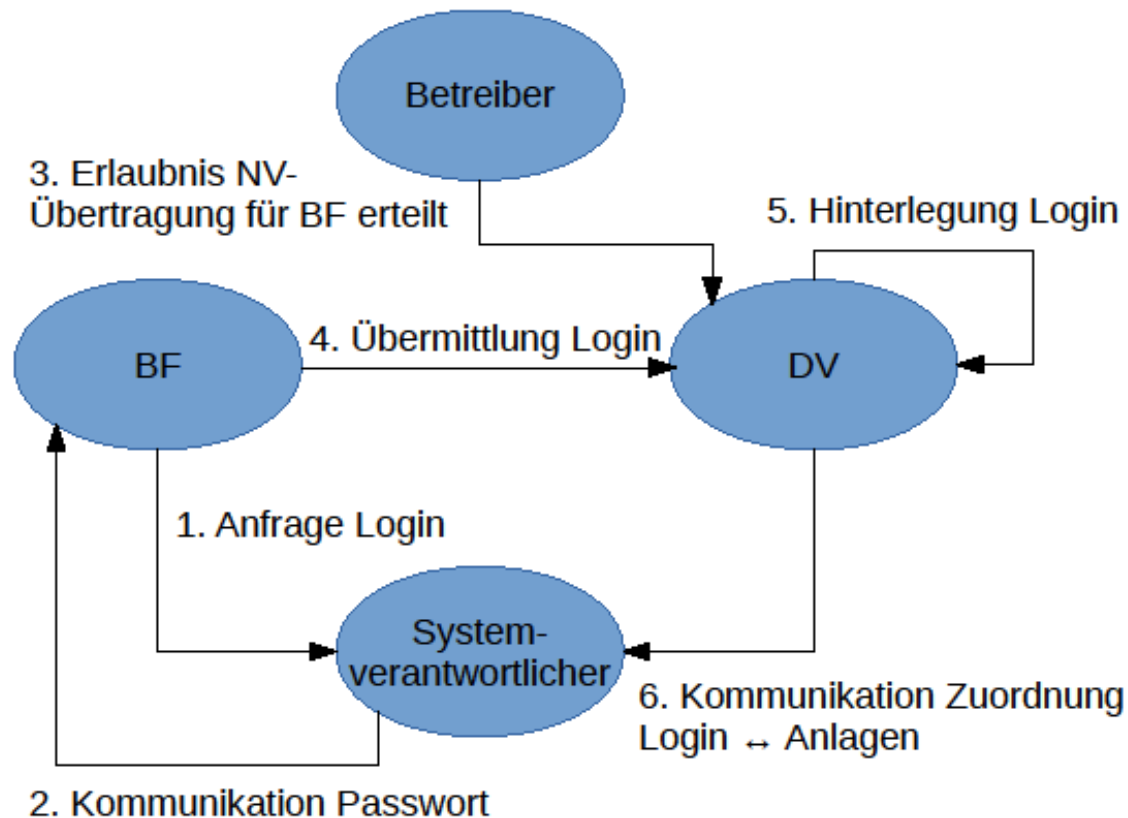 Betreiber
3. Erlaubnis NV-
Übertragung für BF erteilt
5. Hinterlegung Login
4. Übermittlung Login
BF
DV
1. Anfrage Login
System-
verantwortlicher
6. Kommunikation Zuordnung
Login ↔ Anlagen
2. Kommunikation Passwort